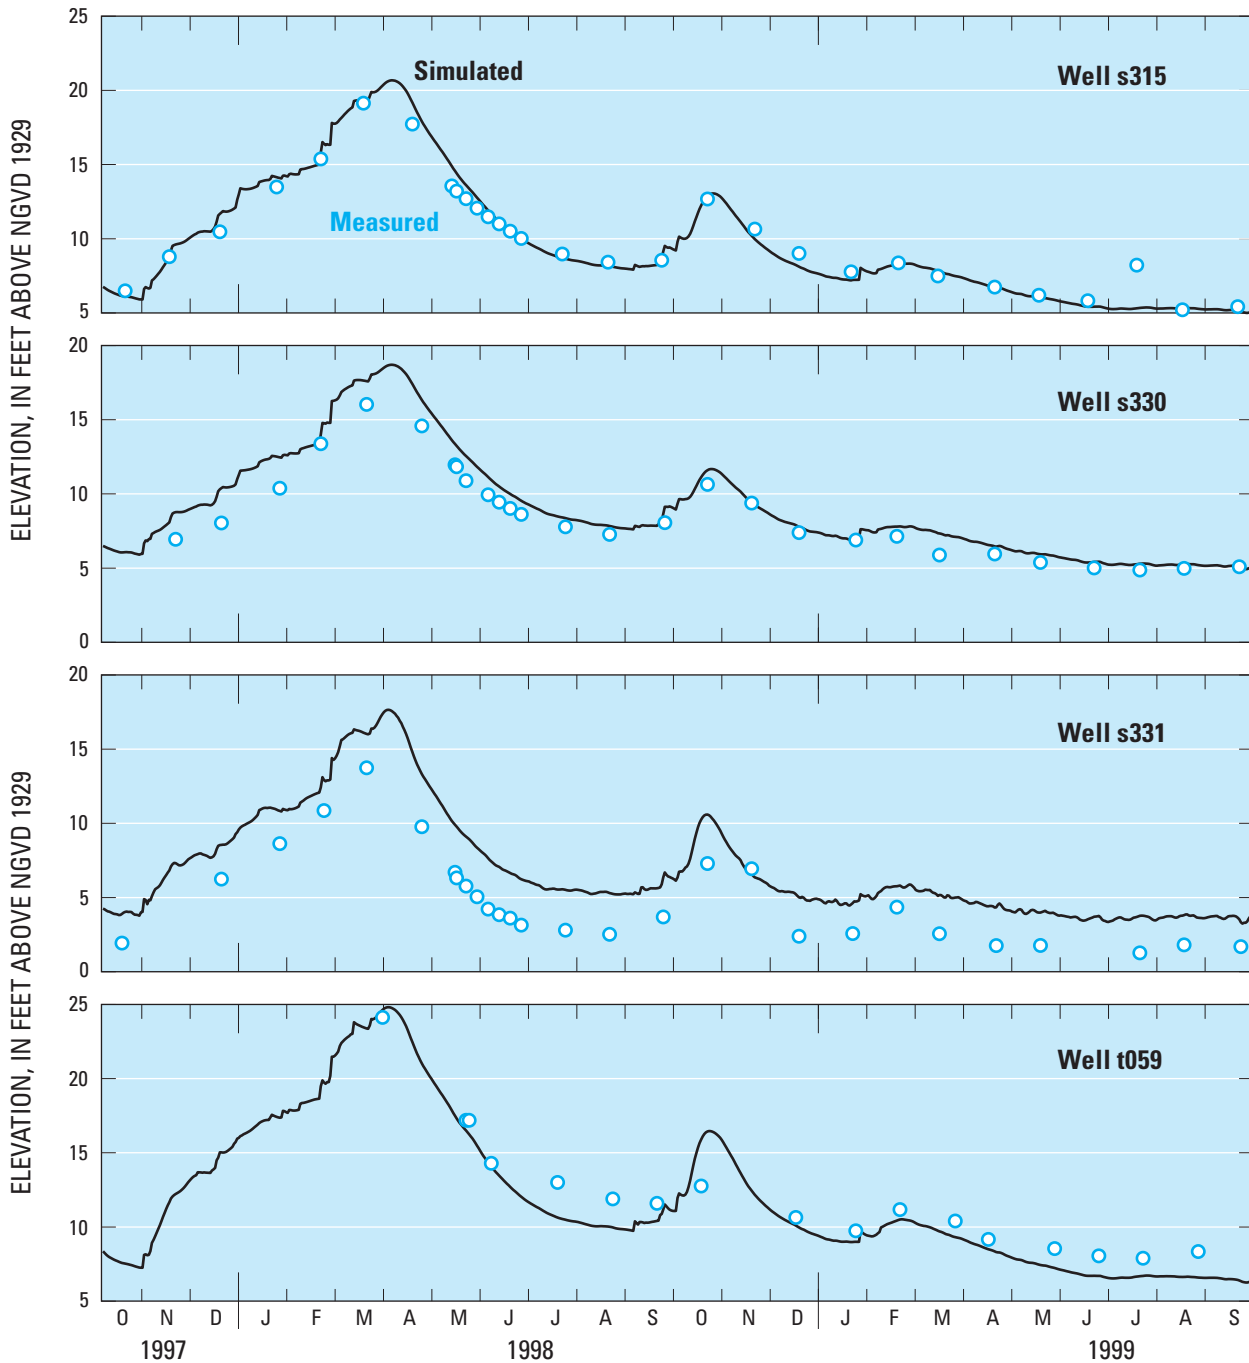 ELEVATION, IN FEET ABOVE NGVD 1929
25
20
15
10
5
Simulated
Measured
Well s315
20
15
10
5
0
Well s330
ELEVATION, IN FEET ABOVE NGVD 1929
20
15
10
5
0
Well s331
25
20
15
10
5
Well t059
O N D J F M A M J J A S O D J F M A M J J A S
1997 1998 1999